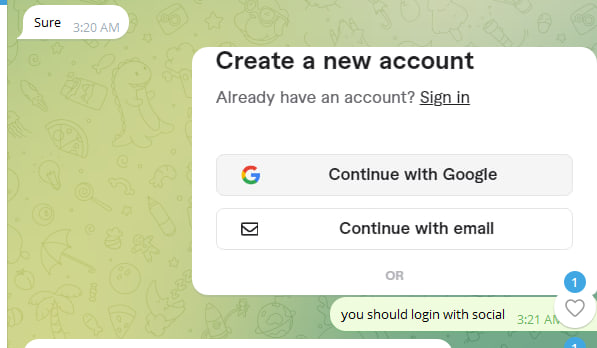 Sure
3:20 AM
Create a new account
Already have an account? Sign in
Continue with Google
Continue with email
OR
1
you should login with social
3:21 AM